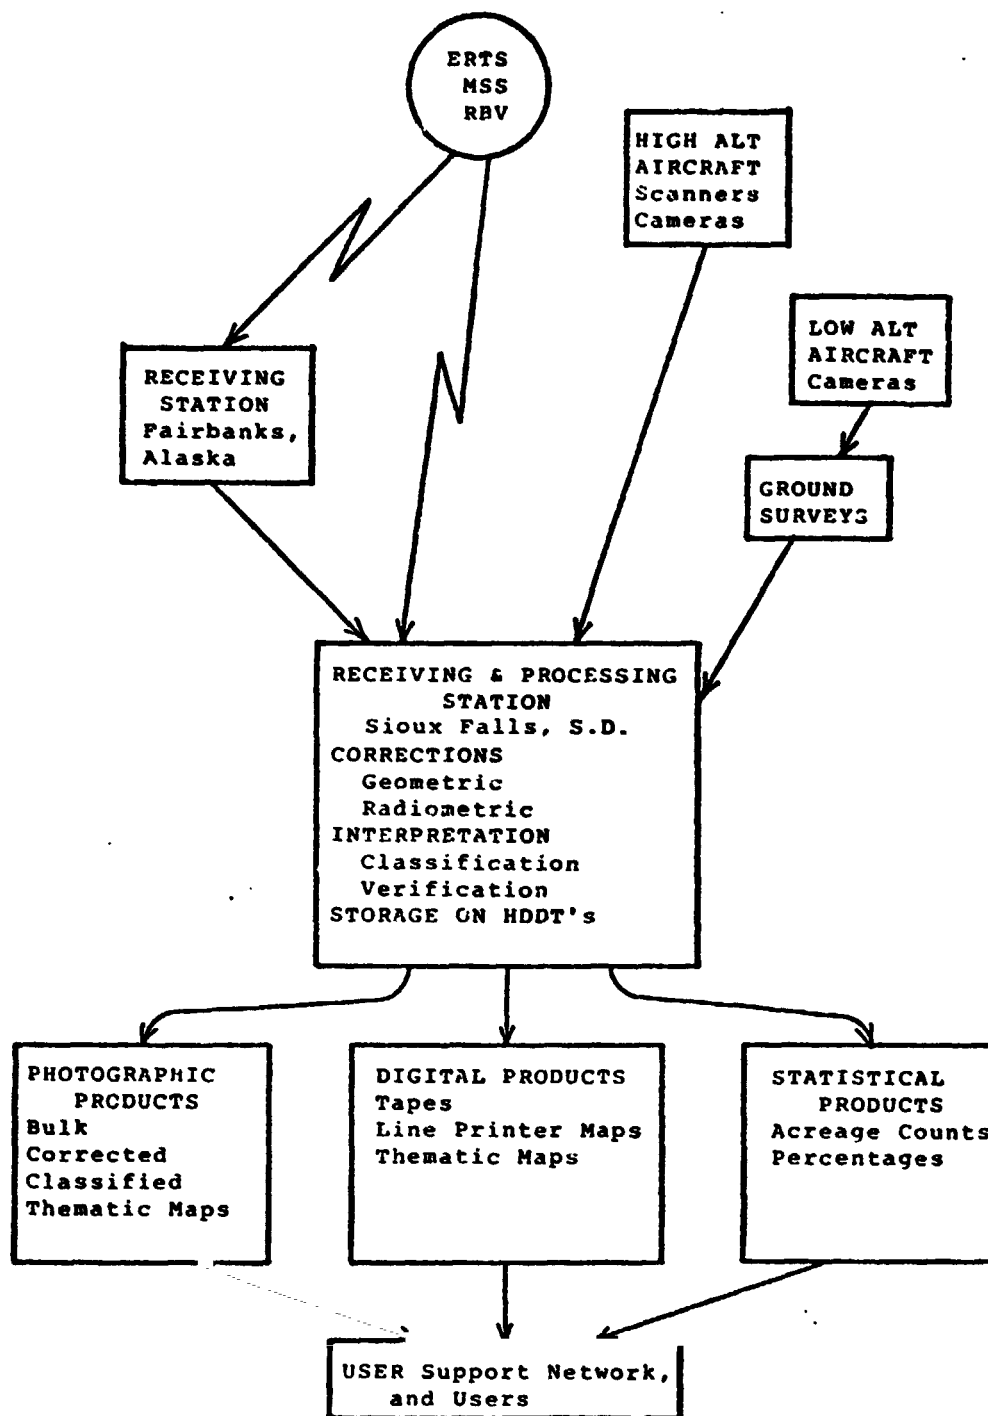 ERTS
MSS
RBV
HIGH ALT
AIRCRAFT
Scanners
Cameras
LOW ALT
AIRCRAFT
Cameras
RECEIVING
STATION
Fairbanks,
Alaska
GROUND
SURVEYS
RECEIVING & PROCESSING
STATION
Sioux Falls, S.D.
CORRECTIONS
Geometric
Radiometric
INTERPRETATION
Classification
Verification
STORAGE ON HDDT's
PHOTOGRAPHIC
PRODUCTS
Bulk
Corrected
Classified
Thematic Maps
DIGITAL PRODUCTS
Tapes
Line Printer Maps
Thematic Maps
STATISTICAL
PRODUCTS
Acreage Counts
Percentages
USER Support Network,
and Users